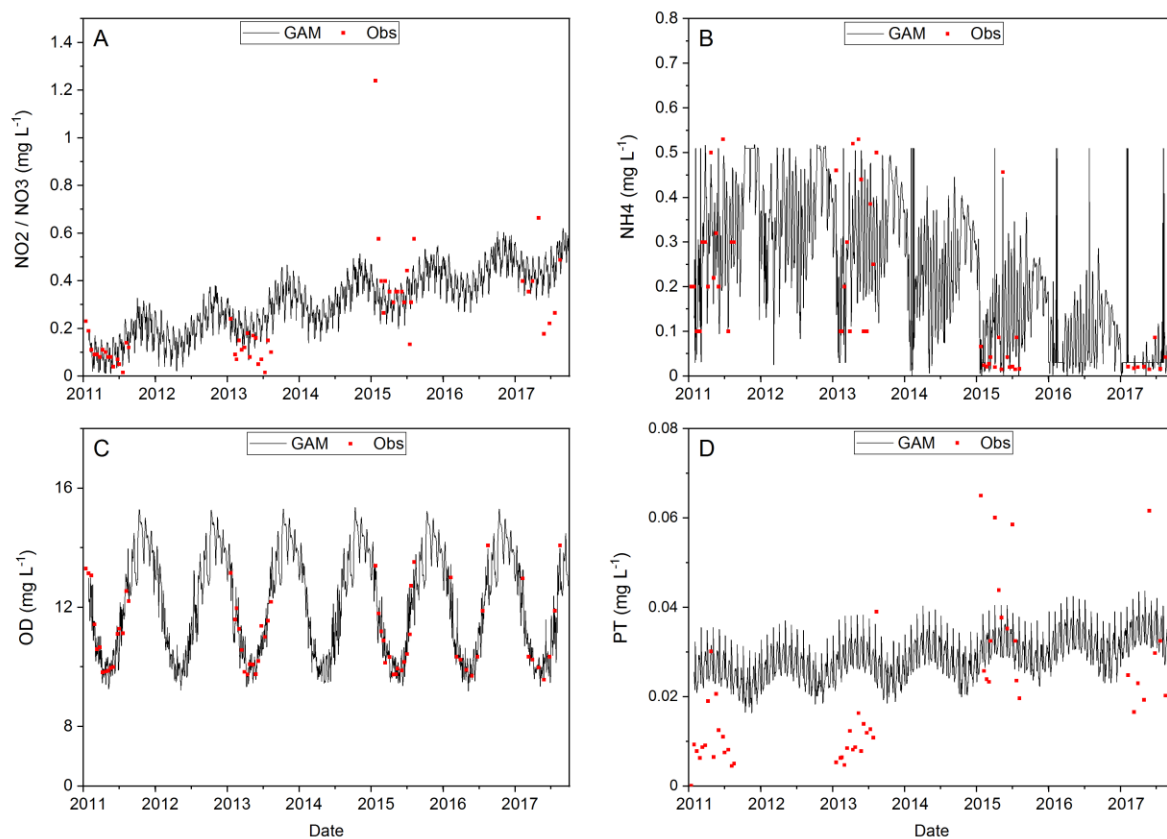 A
GAM
Obs
1.4
1.2
1
0.8
0.6
0.4
0.2
0
NO2 / NO3 (mg L-1)
2011 2012 2013 2014 2015 2016 2017
B
GAM
Obs
0.8
0.7
0.6
0.5
0.4
0.3
0.2
0.1
0
NH4 (mg L-1)
2011 2012 2013 2014 2015 2016 2017
C
GAM
Obs
16
12
8
4
0
OD (mg L-1)
2011 2012 2013 2014 2015 2016 2017
Date
D
GAM
Obs
0.08
0.06
0.04
0.02
0
PT (mg L-1)
2011 2012 2013 2014 2015 2016 2017
Date